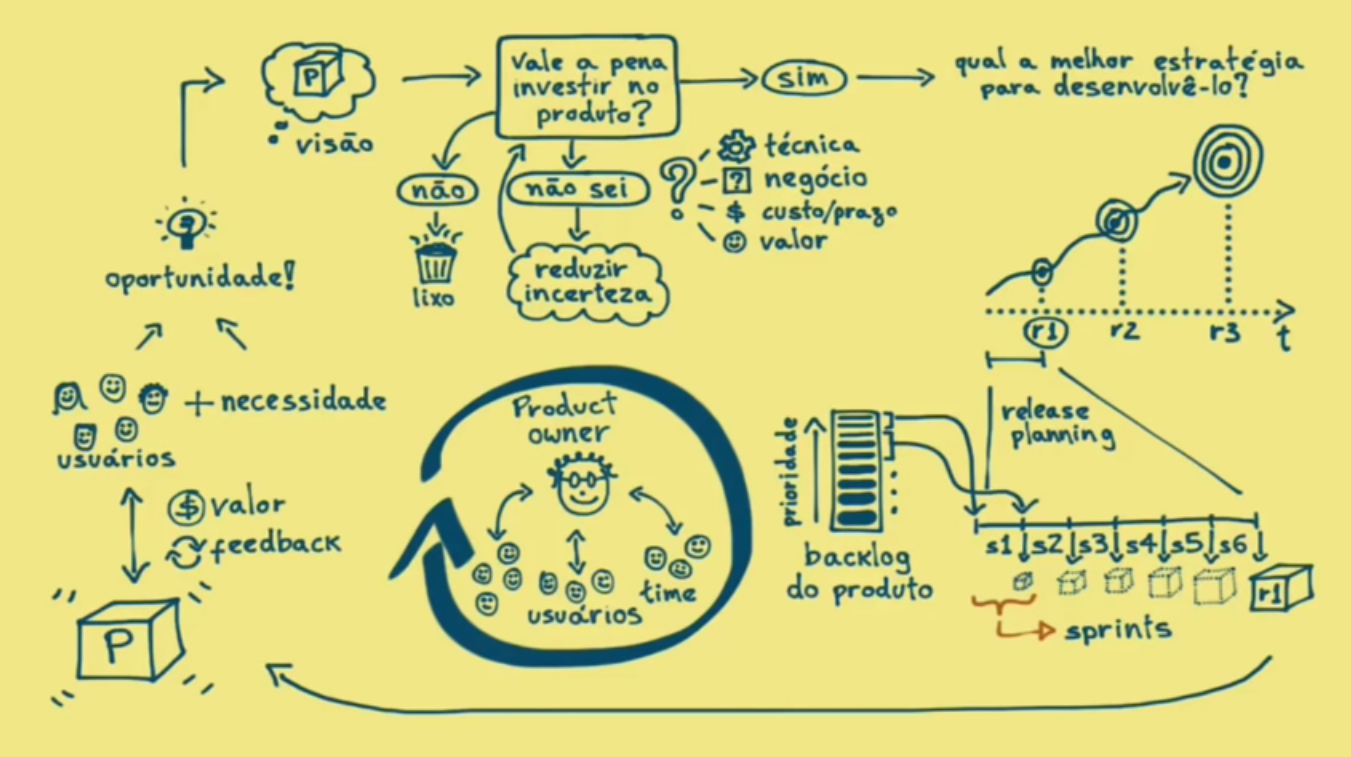 P
visão
Vale a pena
investir no
produto?
sim
qual a melhor estratégia
para desenvolvê-lo?
não
lixo
não sei
reduzir
incerteza
?
técnica
? negócio
$ custo/prazo
valor
oportunidade!
usuários
+ necessidade
$ valor
feedback
P
Product
owner
usuários
time
r1
r2
r3
t
release
planning
prioridade
backlog
do produto
s1
s2
s3
s4
s5
s6
r1
sprints